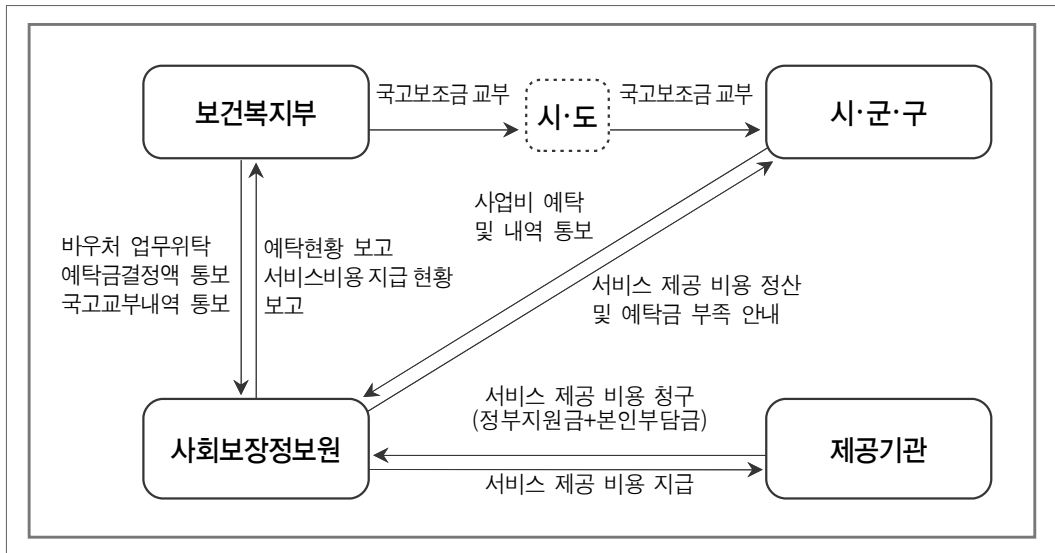 보건복지부
국고보조금 교부
시·도
국고보조금 교부
시·군·구
사업비 예탁
및 내역 통보
바우처 업무위탁
예탁금결정액 통보
국고교부내역 통보
예탁현황 보고
서비스비용 지급 현황
보고
서비스 제공 비용 정산
및 예탁금 부족 안내
사회보장정보원
서비스 제공 비용 청구
(정부지원금+본인부담금)
서비스 제공 비용 지급
제공기관